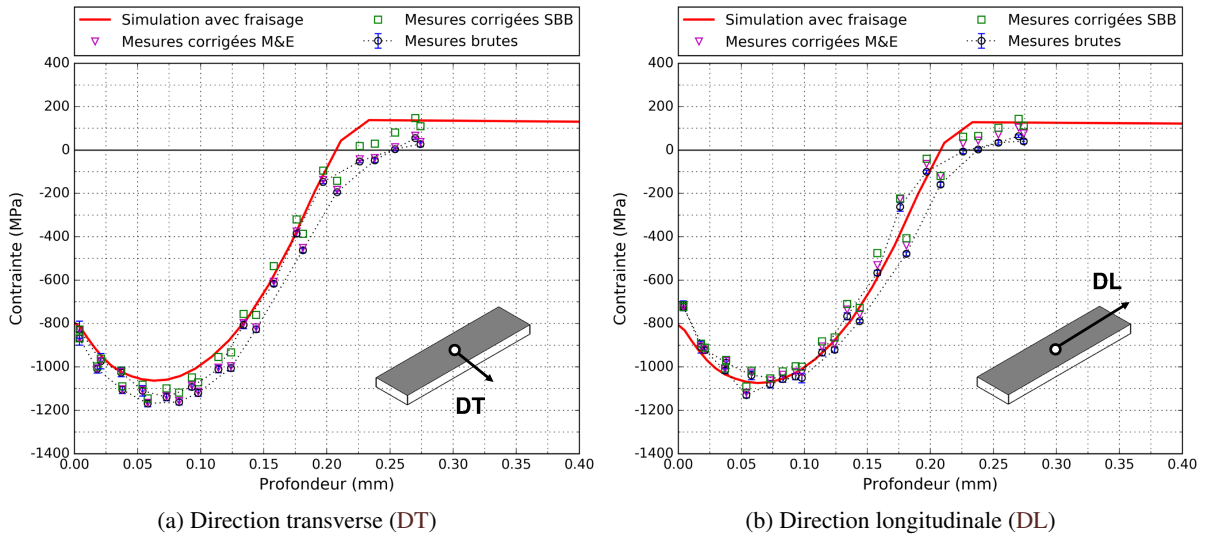 Simulation avec fraisage
Mesures corrigées SBB
Mesures corrigées M&E
Mesures brutes
400
200
0
-200
-400
-600
-800
-1000
-1200
-1400
Contrainte (MPa)
DT
0.00 0.05 0.10 0.15 0.20 0.25 0.30 0.35 0.40
Profondeur (mm)
(a) Direction transverse (DT)
Simulation avec fraisage
Mesures corrigées SBB
Mesures corrigées M&E
Mesures brutes
400
200
0
-200
-400
-600
-800
-1000
-1200
-1400
Contrainte (MPa)
DL
0.00 0.05 0.10 0.15 0.20 0.25 0.30 0.35 0.40
Profondeur (mm)
(b) Direction longitudinale (DL)